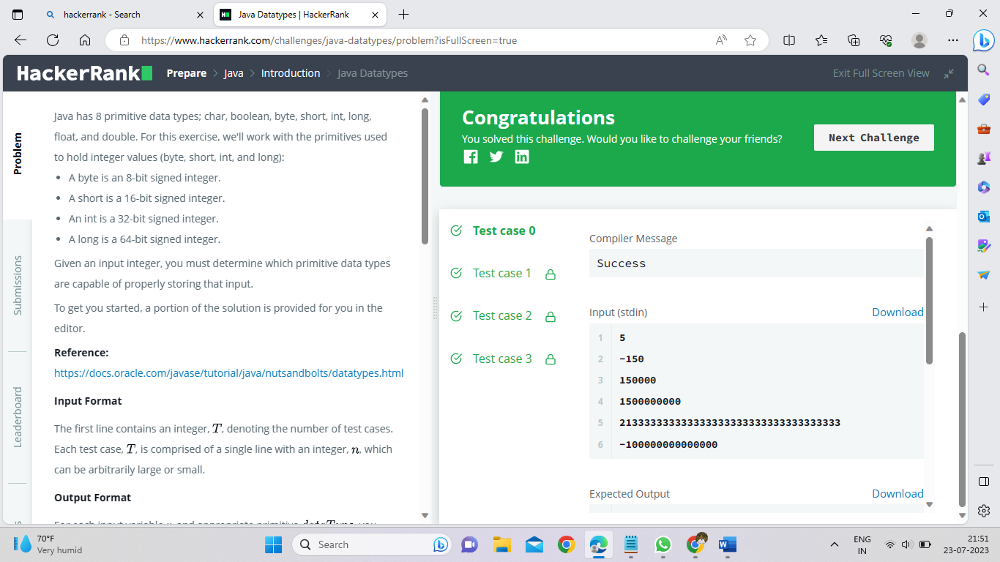 hackerrank - Search
Java Datatypes | HackerRank
https://www.hackerrank.com/challenges/java-datatypes/problem?isFullScreen=true
HackerRank
Prepare > Java > Introduction > Java Datatypes
Exit Full Screen View
Problem
Submissions
Leaderboard
Java has 8 primitive data types; char, boolean, byte, short, int, long,
float, and double. For this exercise, we'll work with the primitives used
to hold integer values (byte, short, int, and long):
• A byte is an 8-bit signed integer.
• A short is a 16-bit signed integer.
• An int is a 32-bit signed integer.
• A long is a 64-bit signed integer.
Given an input integer, you must determine which primitive data types
are capable of properly storing that input.
To get you started, a portion of the solution is provided for you in the
editor.
Reference:
https://docs.oracle.com/javase/tutorial/java/nutsandbolts/datatypes.html
Input Format
The first line contains an integer, T, denoting the number of test cases.
Each test case, T, is comprised of a single line with an integer, n, which
can be arbitrarily large or small.
Output Format
Congratulations
You solved this challenge. Would you like to challenge your friends?
Next Challenge
Test case 0
Test case 1
Test case 2
Test case 3
Compiler Message
Success
Input (stdin)
Download
1 5
2 -150
3 150000
4 1500000000
5 213333333333333333333333333333333333
6 -100000000000000
Expected Output
Download
70°F
Very humid
Search
ENG
IN
21:51
23-07-2023